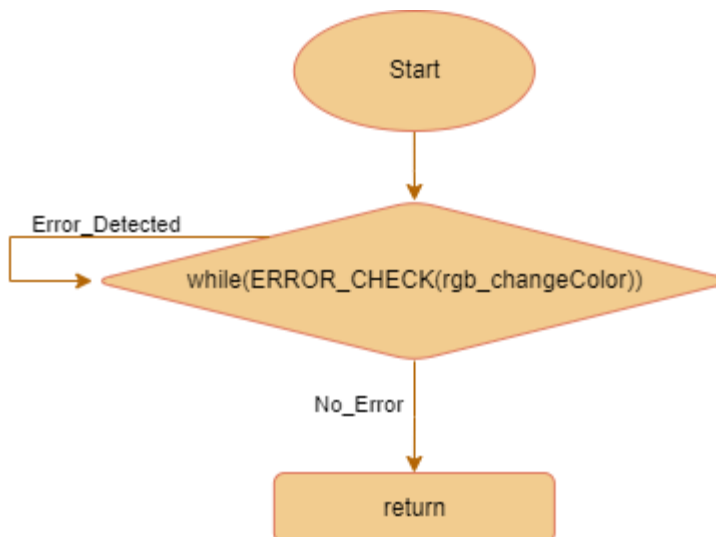 Start
Error_Detected
while(ERROR_CHECK(rgb_changeColor))
No_Error
return